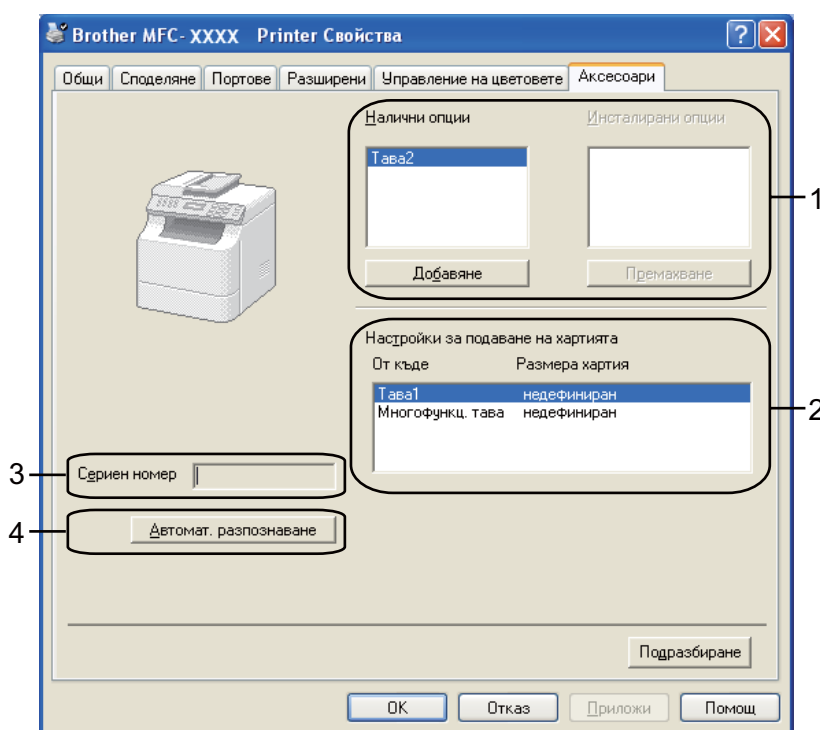 Brother MFC- XXXX Printer Свойства
Общи Споделяне Портове Разширени Управление на цветовете Аксесоари
Налични опции Инсталирани опции
Тава2
1
Добавяне Премахване
Настройки за подаване на хартията
От къде Размера хартия
Тава1 недефиниран
Многофункц. тава недефиниран
2
3 Сериен номер
4 Автомат. разпознаване
Подразбиране
OK Отказ Приложи Помощ